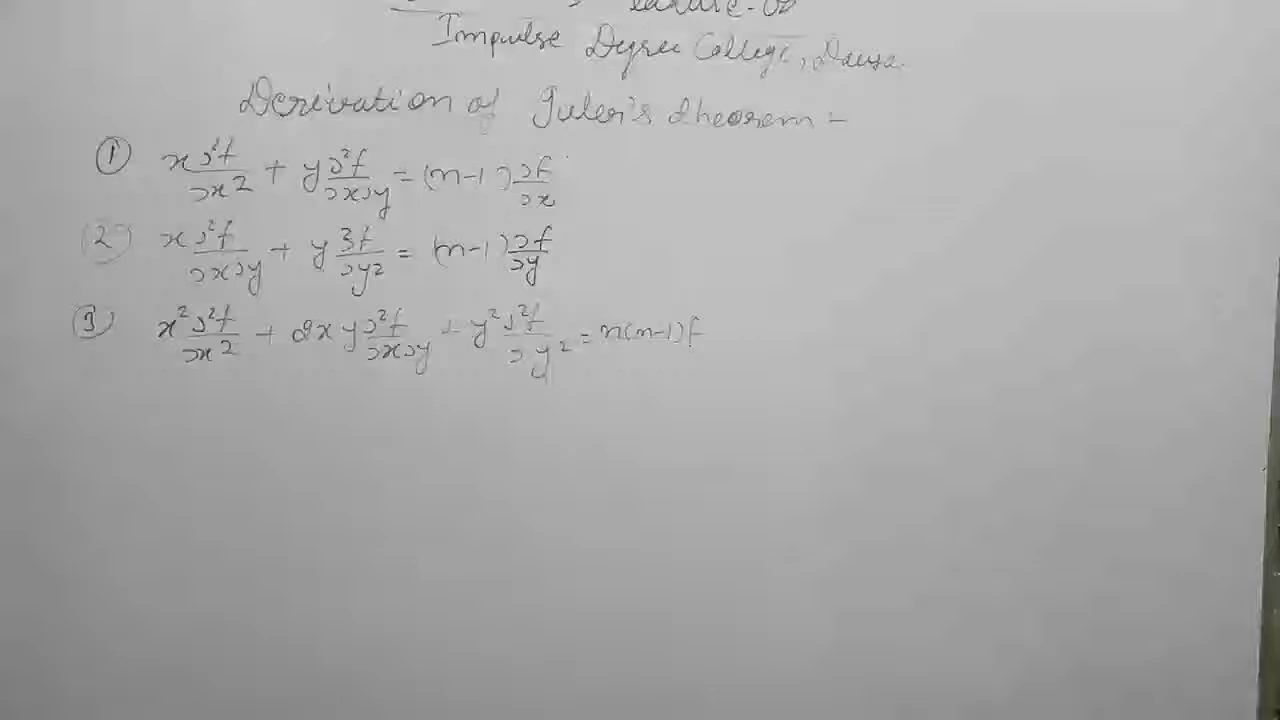 Impulse Degree College, Dausa.
Derivation of Euler's theorem -
① x ∂²f/∂x² + y ∂²f/∂x∂y = (n-1) ∂f/∂x
(2) x ∂²f/∂x∂y + y ∂²f/∂y² = (n-1) ∂f/∂y
(3) x² ∂²f/∂x² + 2xy ∂²f/∂x∂y + y² ∂²f/∂y² = n(n-1)f